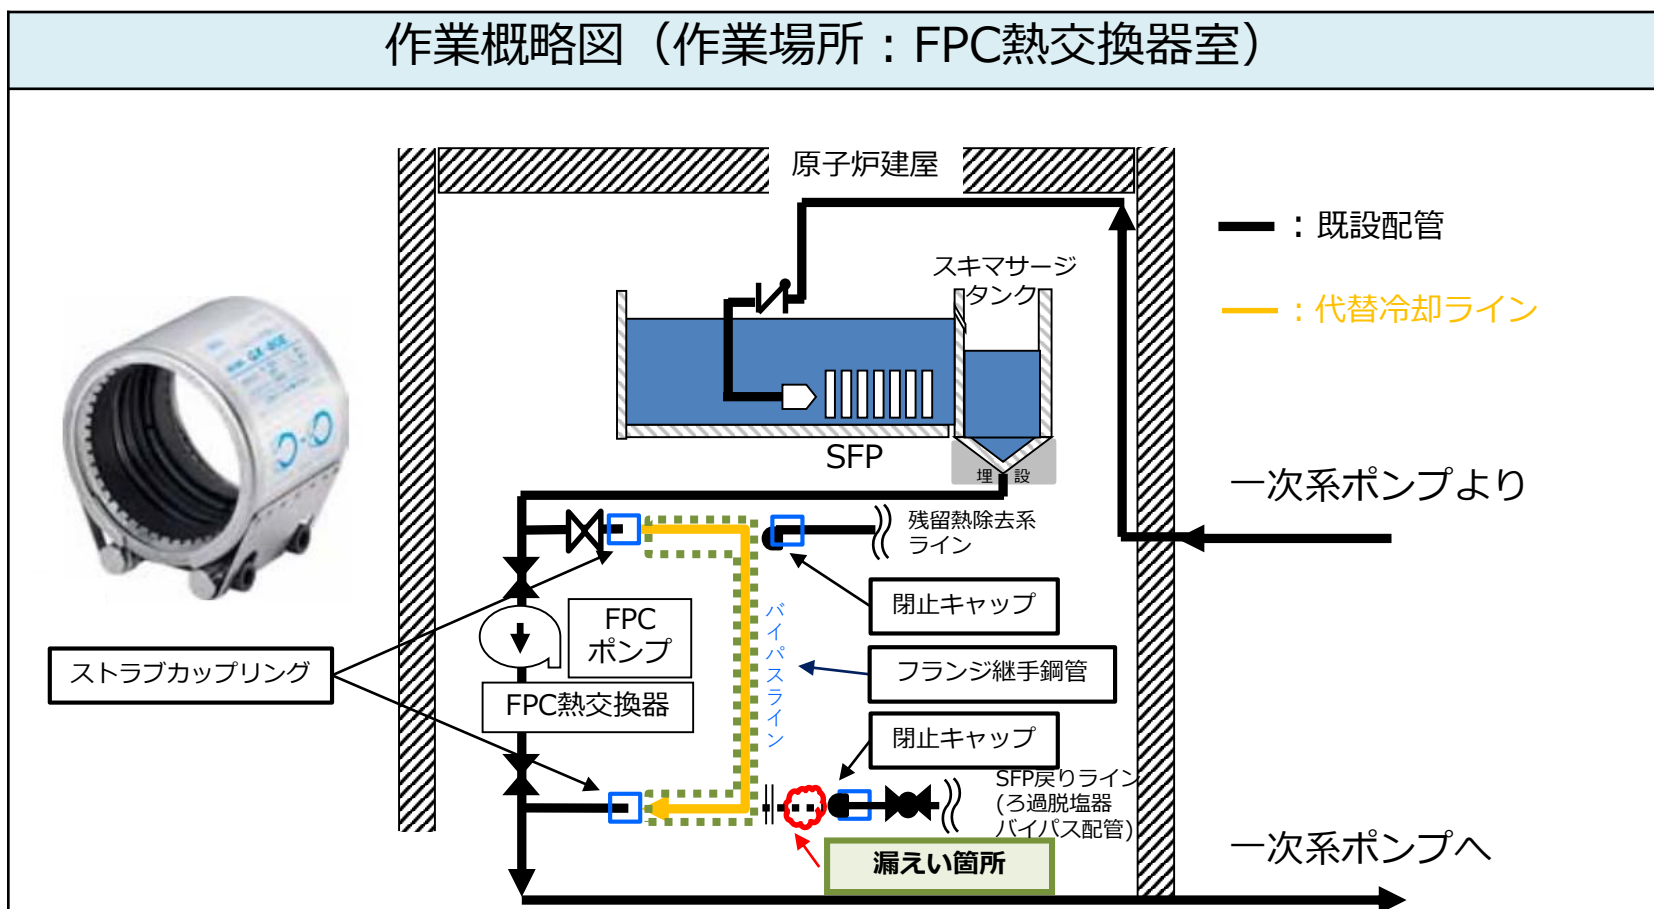 作業概略図（作業場所：FPC熱交換器室）
原子炉建屋
：既設配管
スキマサージ
タンク
：代替冷却ライン
SFP
埋 設
一次系ポンプより
残留熱除去系
ライン
閉止キャップ
FPC
ポンプ
バイパスライン
ストラブカップリング
フランジ継手鋼管
FPC熱交換器
閉止キャップ
SFP戻りライン
(ろ過脱塩器
バイパス配管)
漏えい箇所
一次系ポンプへ